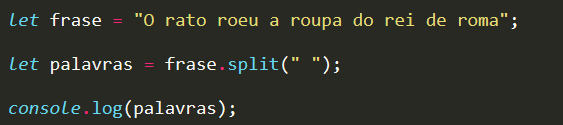 let frase = "O rato roeu a roupa do rei de roma";
let palavras = frase.split(" ");
console.log(palavras);